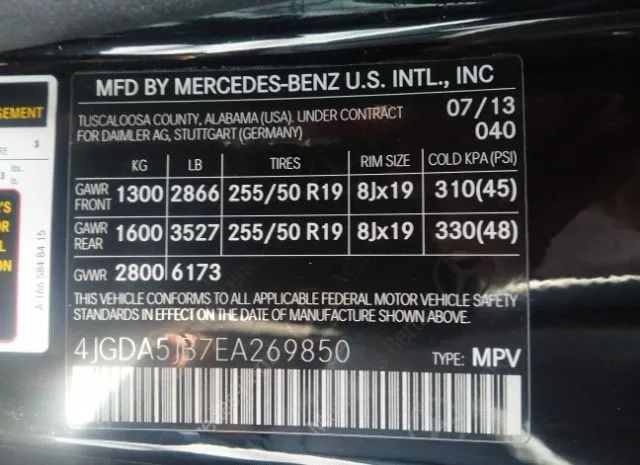 MFD BY MERCEDES-BENZ U.S. INTL., INC
TUSCALOOSA COUNTY, ALABAMA (USA). UNDER CONTRACT
FOR DAIMLER AG, STUTTGART (GERMANY)
07/13
040
KG LB TIRES RIM SIZE COLD KPA (PSI)
GAWR FRONT 1300 2866 255/50 R19 8Jx19 310(45)
GAWR REAR 1600 3527 255/50 R19 8Jx19 330(48)
GVWR 2800 6173
THIS VEHICLE CONFORMS TO ALL APPLICABLE FEDERAL MOTOR VEHICLE SAFETY
STANDARDS IN EFFECT ON THE DATE OF MANUFACTURE SHOWN ABOVE.
4JGDA5JB7EA269850 TYPE: MPV
A 166 584 84 15
3
lbs.